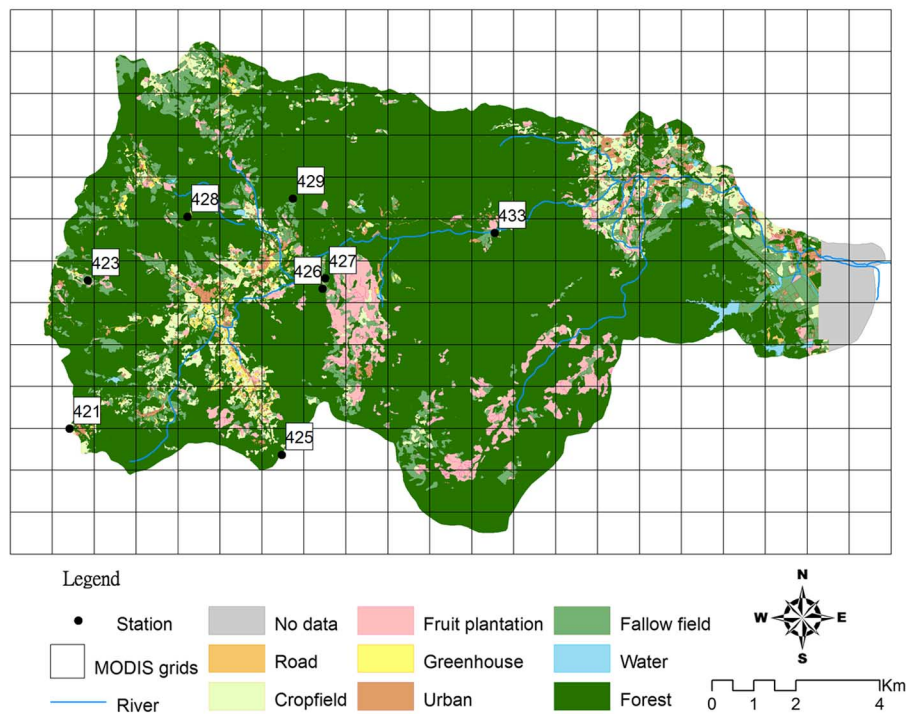 429
428
433
423
427
426
421
425
Legend
N
W E
S
Station
No data
Fruit plantation
Fallow field
MODIS grids
Road
Greenhouse
Water
River
Cropfield
Urban
Forest
Km
0 1 2 4